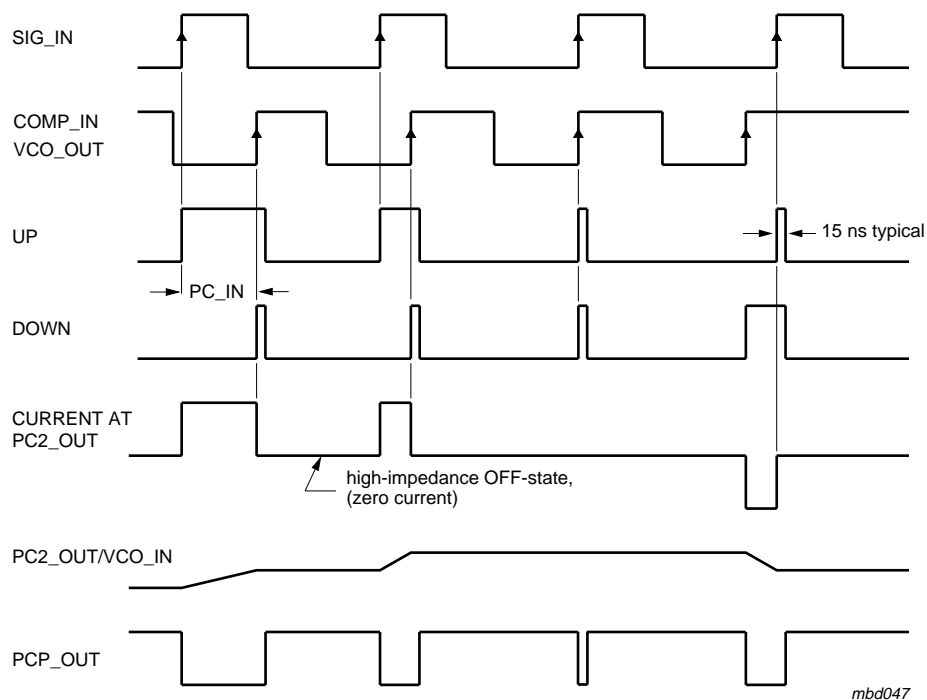 SIG_IN
COMP_IN
VCO_OUT
UP
15 ns typical
PC_IN
DOWN
CURRENT AT
PC2_OUT
high-impedance OFF-state,
(zero current)
PC2_OUT/VCO_IN
PCP_OUT
mbd047